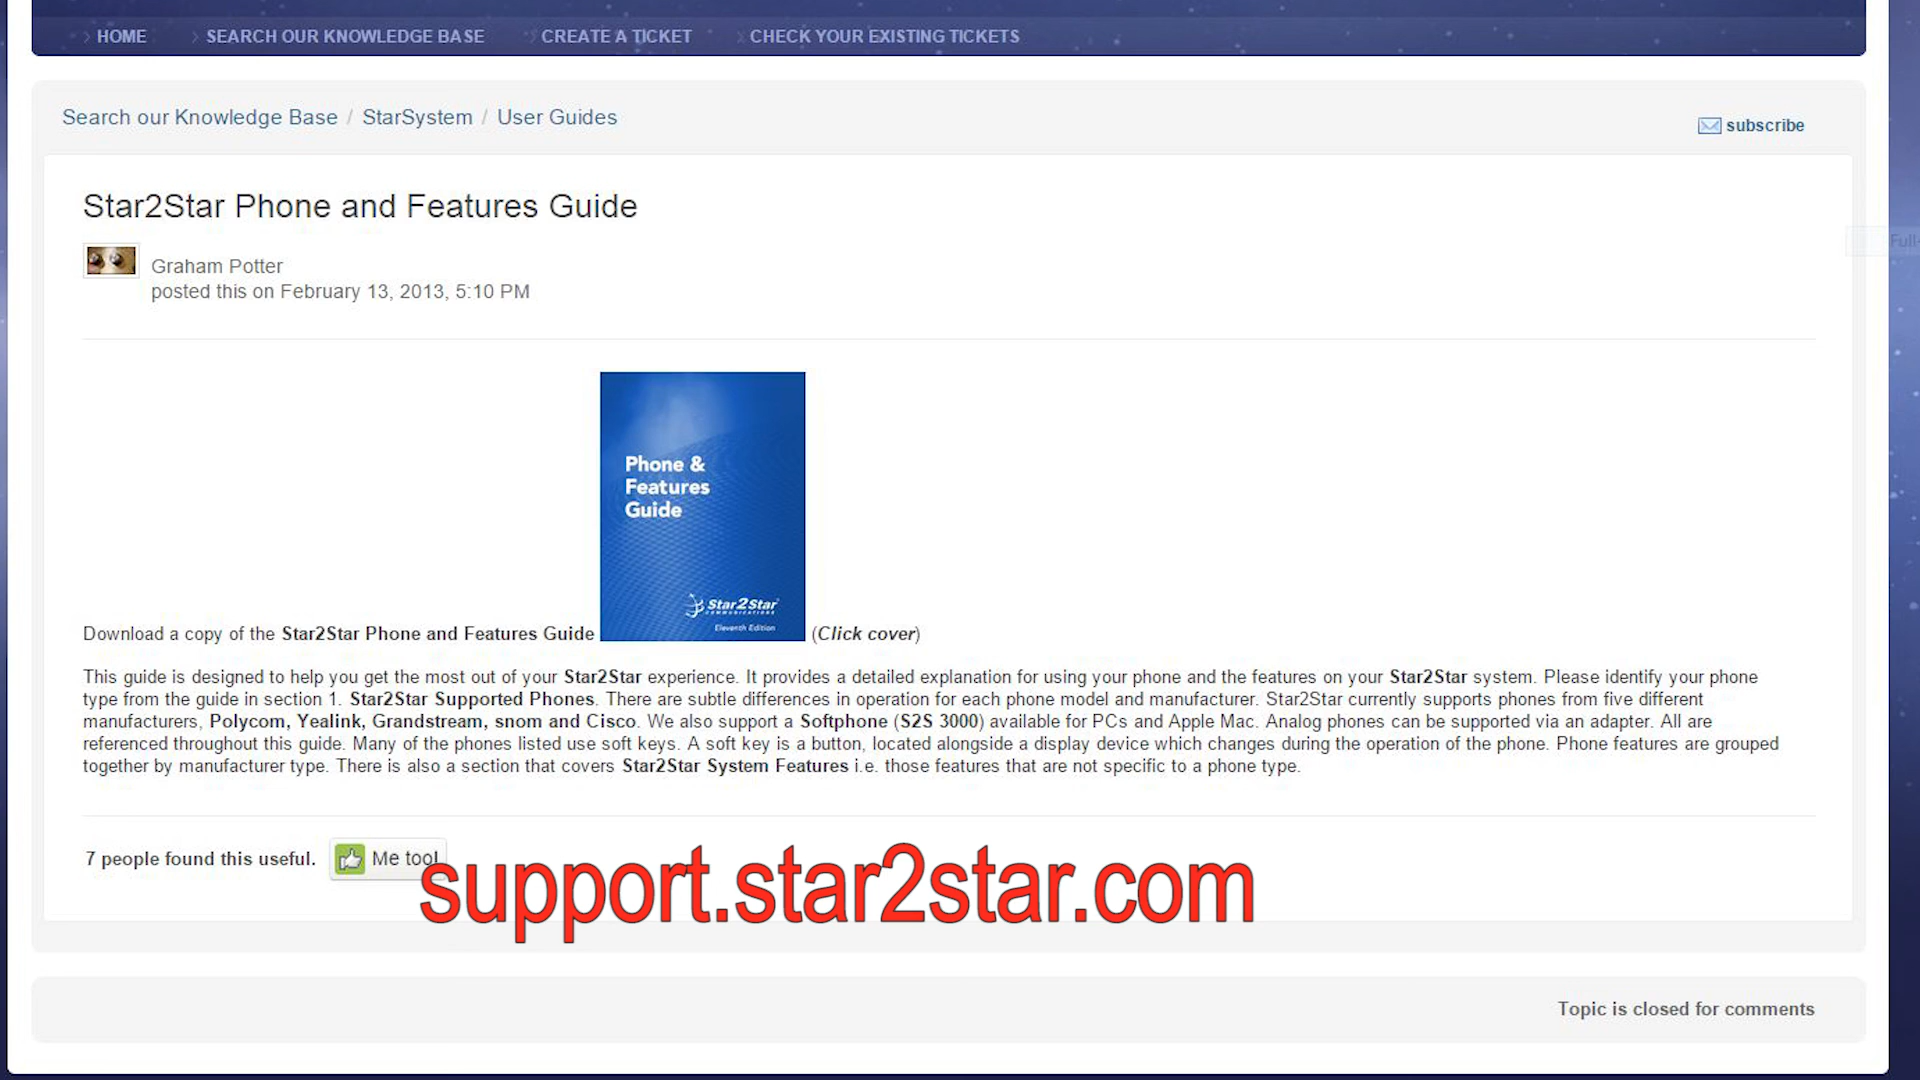 HOME SEARCH OUR KNOWLEDGE BASE CREATE A TICKET CHECK YOUR EXISTING TICKETS
Search our Knowledge Base / StarSystem / User Guides
subscribe
Star2Star Phone and Features Guide
Full-
Graham Potter
posted this on February 13, 2013, 5:10 PM
Phone &
Features
Guide
Star2Star
COMMUNICATIONS
Eleventh Edition
Download a copy of the Star2Star Phone and Features Guide (Click cover)
This guide is designed to help you get the most out of your Star2Star experience. It provides a detailed explanation for using your phone and the features on your Star2Star system. Please identify your phone
type from the guide in section 1. Star2Star Supported Phones. There are subtle differences in operation for each phone model and manufacturer. Star2Star currently supports phones from five different
manufacturers, Polycom, Yealink, Grandstream, snom and Cisco. We also support a Softphone (S2S 3000) available for PCs and Apple Mac. Analog phones can be supported via an adapter. All are
referenced throughout this guide. Many of the phones listed use soft keys. A soft key is a button, located alongside a display device which changes during the operation of the phone. Phone features are grouped
together by manufacturer type. There is also a section that covers Star2Star System Features i.e. those features that are not specific to a phone type.
7 people found this useful. Me too!
support.star2star.com
Topic is closed for comments